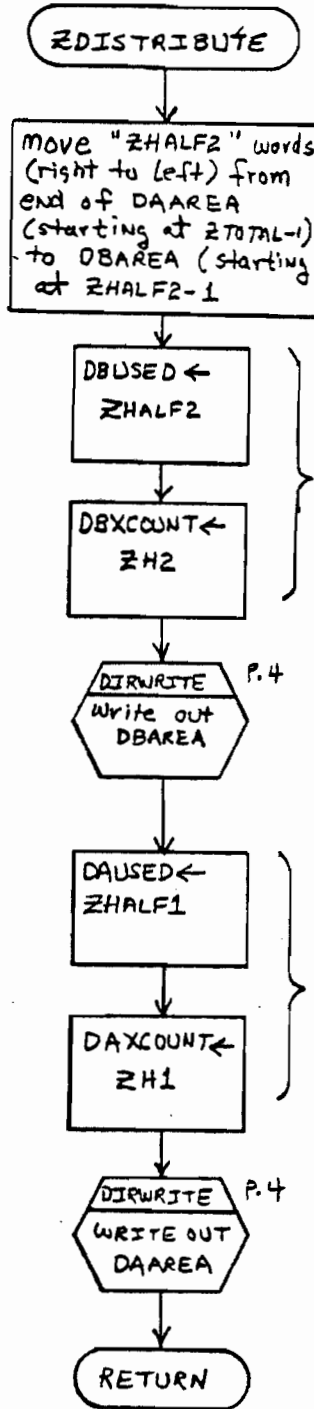 ZDISTRIBUTE
move "ZHALF2" words
(right to left) from
end of DAAREA
(starting at ZTOTAL-1)
to DBAREA (starting
at ZHALF2-1
DBUSED ←
ZHALF2
DBXCOUNT ←
ZH2
DIRWRITE P.4
Write out
DBAREA
DAUSED ←
ZHALF1
DAXCOUNT ←
ZH1
DIRWRITE P.4
WRITE OUT
DAAREA
RETURN